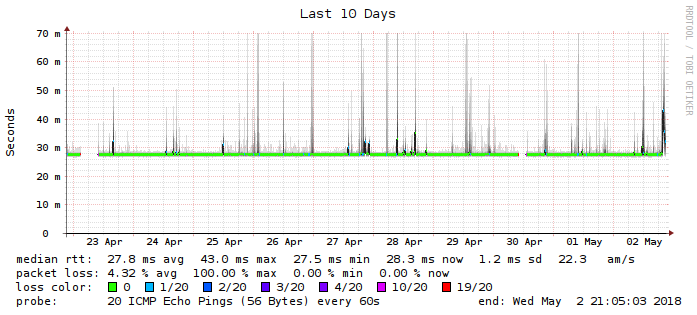 Last 10 Days
RRDTOOL / TOBI OETIKER
Seconds
70 m
60 m
50 m
40 m
30 m
20 m
10 m
0
23 Apr 24 Apr 25 Apr 26 Apr 27 Apr 28 Apr 29 Apr 30 Apr 01 May 02 May
median rtt: 27.8 ms avg 43.0 ms max 27.5 ms min 28.3 ms now 1.2 ms sd 22.3 am/s
packet loss: 4.32 % avg 100.00 % max 0.00 % min 0.00 % now
loss color: 0 1/20 2/20 3/20 4/20 10/20 19/20
probe: 20 ICMP Echo Pings (56 Bytes) every 60s end: Wed May 2 21:05:03 2018